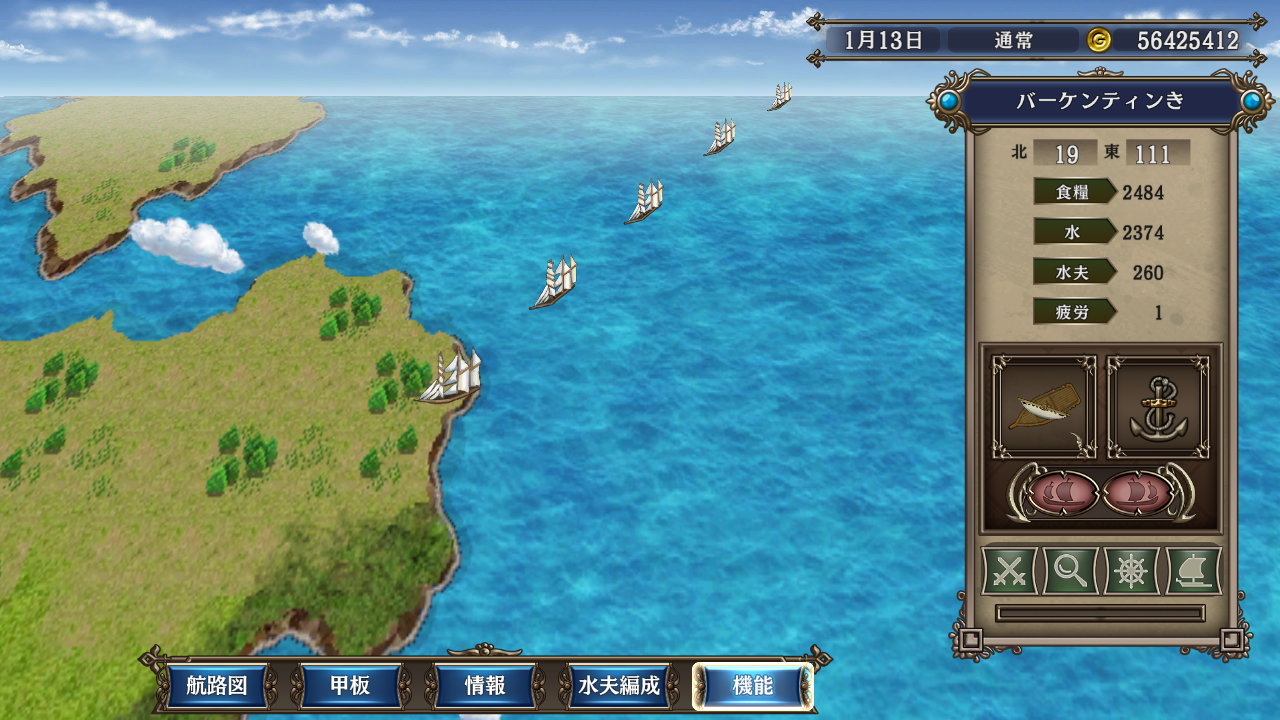 1月13日 通常 G 56425412
バーケンティンき
北 19 東 111
食糧 2484
水 2374
水夫 260
疲労 1
航路図 甲板 情報 水夫編成 機能